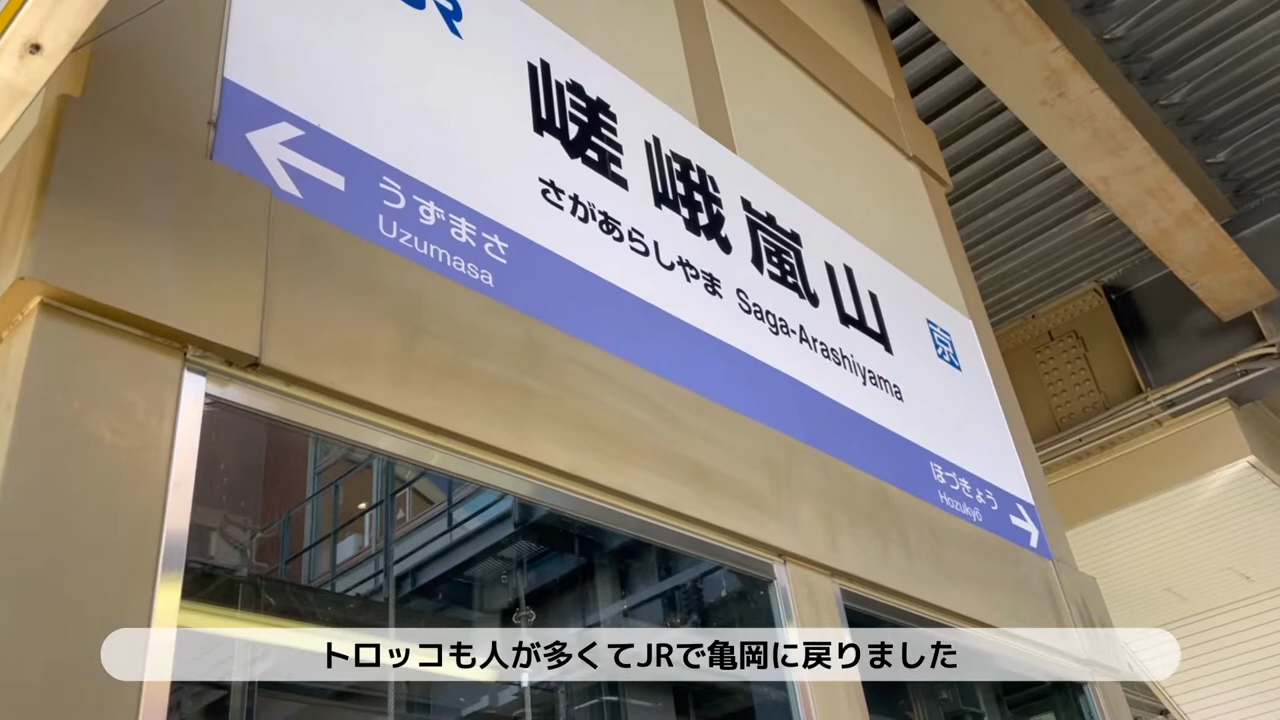 JR
嵯峨嵐山
さがあらしやま Saga-Arashiyama
京
うずまさ
Uzumasa
ほづきょう
Hozukyō
トロッコも人が多くてJRで亀岡に戻りました